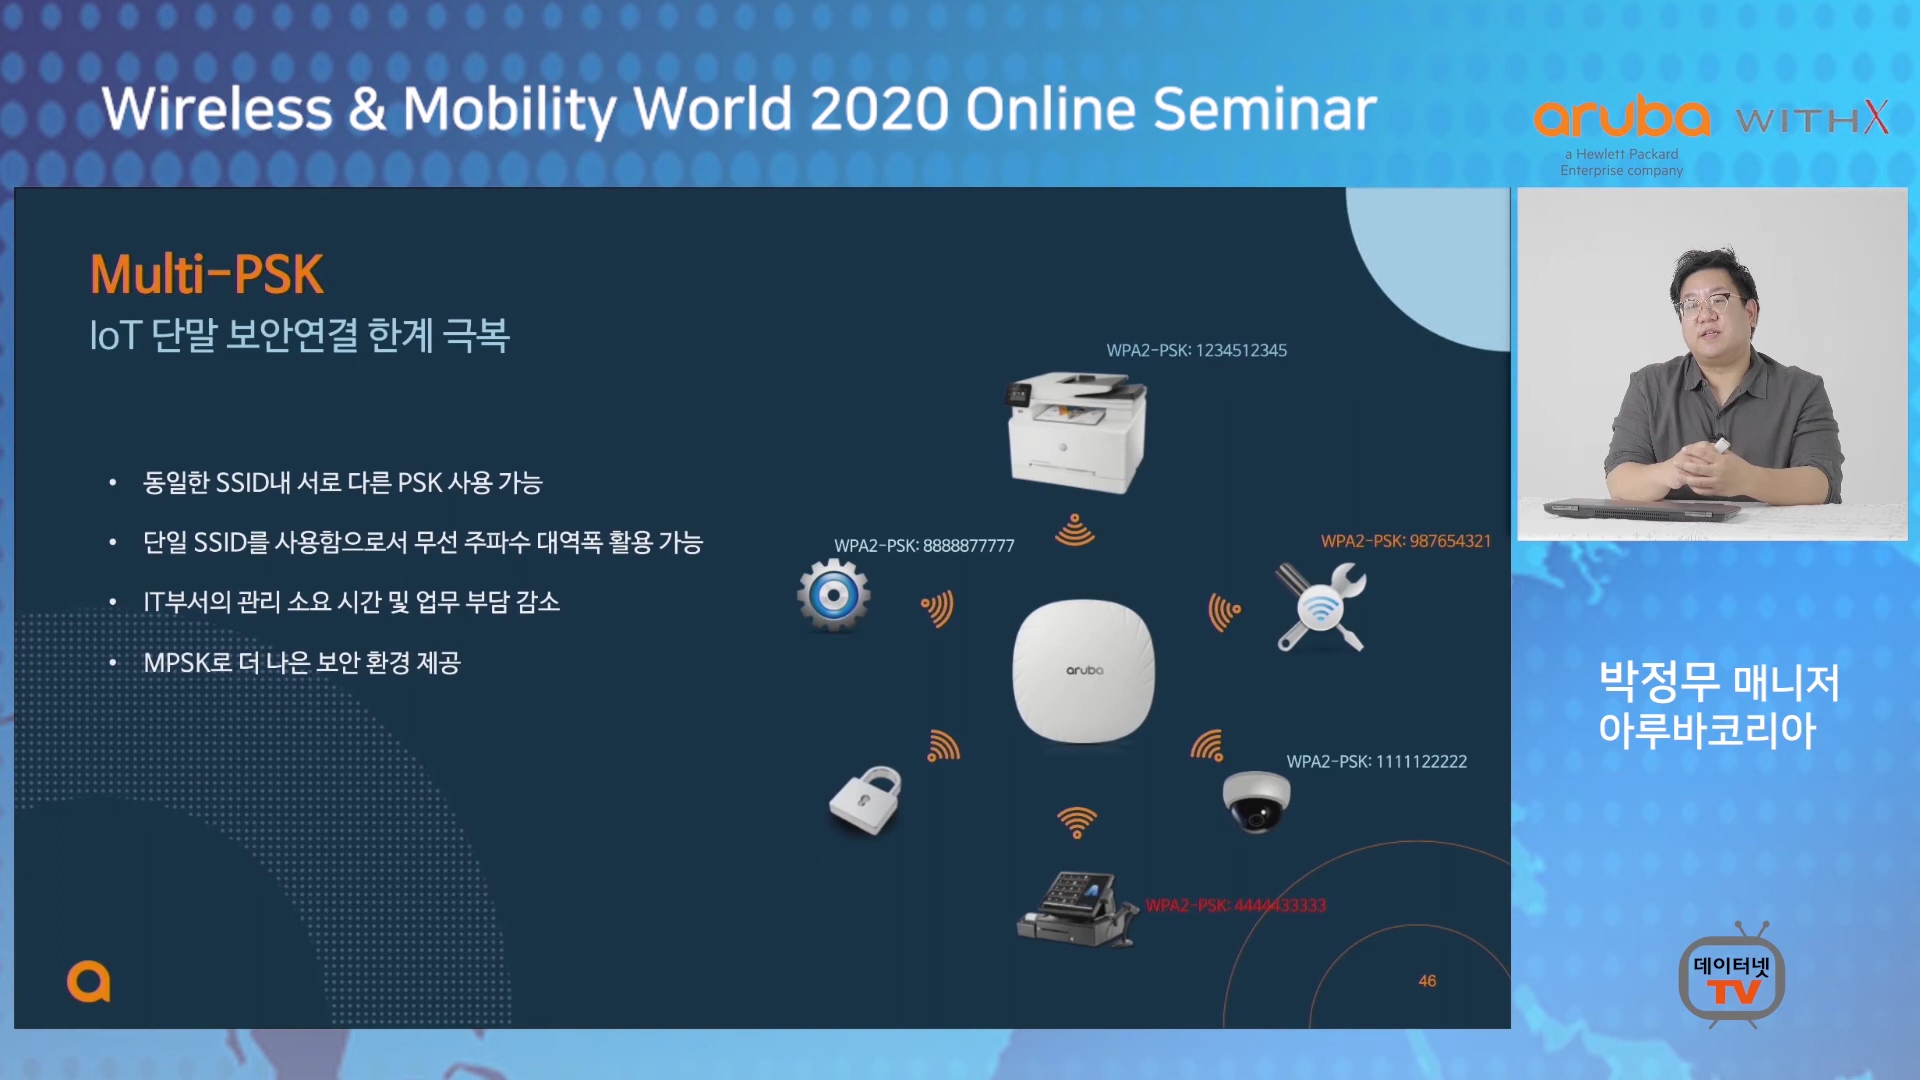 Wireless & Mobility World 2020 Online Seminar
aruba
a Hewlett Packard
Enterprise company
WITHX
Multi-PSK
IoT 단말 보안연결 한계 극복
• 동일한 SSID내 서로 다른 PSK 사용 가능
• 단일 SSID를 사용함으로서 무선 주파수 대역폭 활용 가능
• IT부서의 관리 소요 시간 및 업무 부담 감소
• MPSK로 더 나은 보안 환경 제공
WPA2-PSK: 1234512345
WPA2-PSK: 8888877777
WPA2-PSK: 987654321
aruba
WPA2-PSK: 1111122222
WPA2-PSK: 4444433333
46
박정무 매니저
아루바코리아
데이터넷
TV